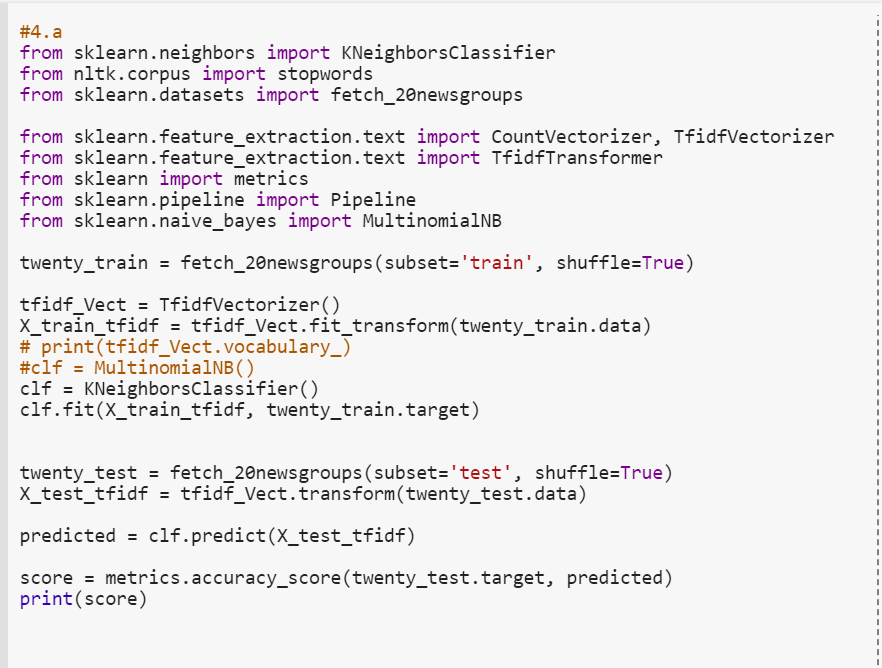 #4.a
from sklearn.neighbors import KNeighborsClassifier
from nltk.corpus import stopwords
from sklearn.datasets import fetch_20newsgroups
from sklearn.feature_extraction.text import CountVectorizer, TfidfVectorizer
from sklearn.feature_extraction.text import TfidfTransformer
from sklearn import metrics
from sklearn.pipeline import Pipeline
from sklearn.naive_bayes import MultinomialNB
twenty_train = fetch_20newsgroups(subset='train', shuffle=True)
tfidf_Vect = TfidfVectorizer()
X_train_tfidf = tfidf_Vect.fit_transform(twenty_train.data)
# print(tfidf_Vect.vocabulary_)
#clf = MultinomialNB()
clf = KNeighborsClassifier()
clf.fit(X_train_tfidf, twenty_train.target)
twenty_test = fetch_20newsgroups(subset='test', shuffle=True)
X_test_tfidf = tfidf_Vect.transform(twenty_test.data)
predicted = clf.predict(X_test_tfidf)
score = metrics.accuracy_score(twenty_test.target, predicted)
print(score)